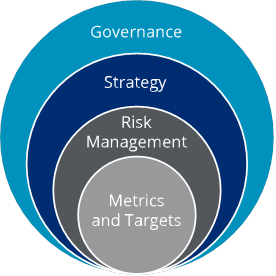 Governance
Strategy
Risk
Management
Metrics
and Targets